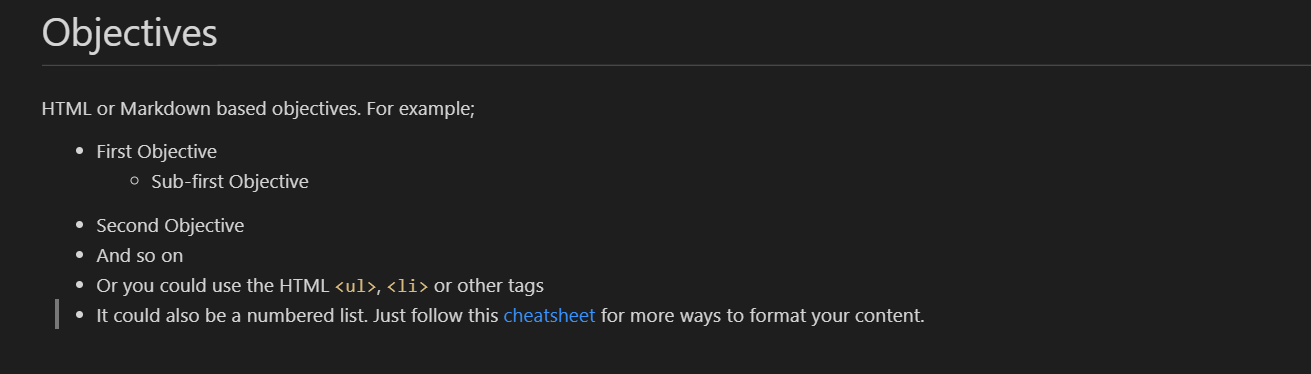 Objectives
HTML or Markdown based objectives. For example;
First Objective
Sub-first Objective
Second Objective
And so on
Or you could use the HTML <ul>, <li> or other tags
It could also be a numbered list. Just follow this cheatsheet for more ways to format your content.